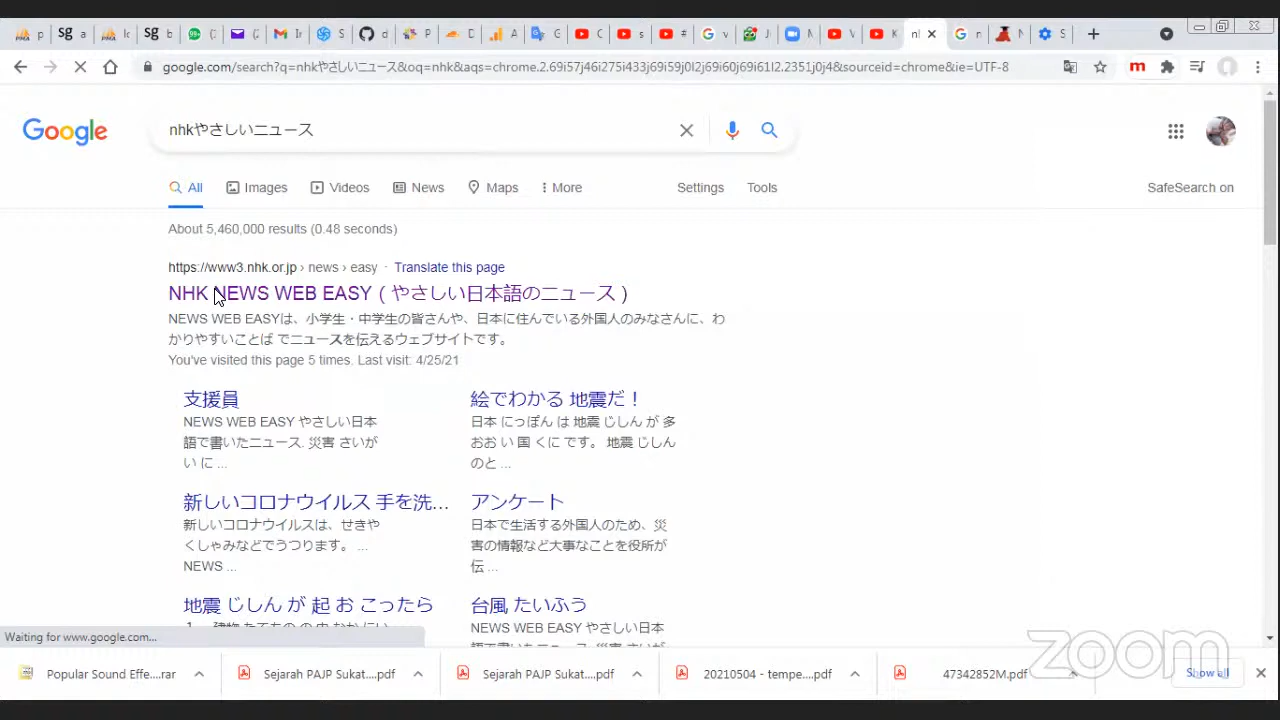 google.com/search?q=nhkやさしいニュース&oq=nhk&aqs=chrome.2.69i57j46i275i433j69i59j0l2j69i60j69i61l2.2351j0j4&sourceid=chrome&ie=UTF-8
Google
nhkやさしいニュース
All Images Videos News Maps More Settings Tools SafeSearch on
About 5,460,000 results (0.48 seconds)
https://www3.nhk.or.jp › news › easy · Translate this page
NHK NEWS WEB EASY ( やさしい日本語のニュース )
NEWS WEB EASYは、小学生・中学生の皆さんや、日本に住んでいる外国人のみなさんに、わ
かりやすいことば でニュースを伝えるウェブサイトです。
You've visited this page 5 times. Last visit: 4/25/21
支援員
NEWS WEB EASY やさしい日本
語で書いたニュース. 災害 さいが
い に ...
絵でわかる 地震だ！
日本 にっぽん は 地震 じしん が 多
おお い 国 くに です。 地震 じしん
のと ...
新しいコロナウイルス 手を洗...
新しいコロナウイルスは、せきや
くしゃみなどでうつります。 ...
NEWS ...
アンケート
日本で生活する外国人のため、災
害の情報など大事なことを役所が
伝 ...
地震 じしん が 起 お こったら
台風 たいふう
NEWS WEB EASY やさしい日本
Waiting for www.google.com...
zoom
Popular Sound Effe....rar
Sejarah PAJP Sukat....pdf
Sejarah PAJP Sukat....pdf
20210504 - tempe....pdf
47342852M.pdf
Show all